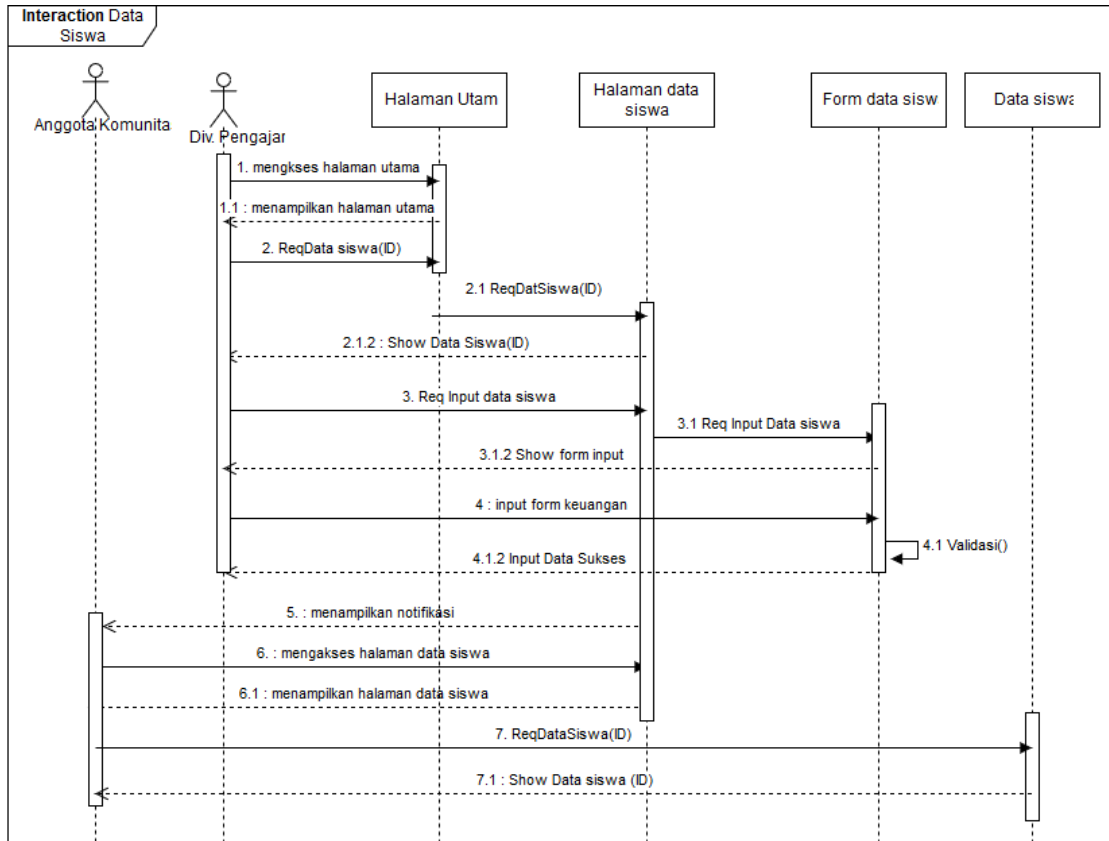 Interaction Data
Siswa
Anggota Komunita
Div. Pengajar
Halaman Utam
Halaman data
siswa
Form data sisw
Data siswa
1. mengkses halaman utama
1.1 : menampilkan halaman utama
2. ReqData siswa(ID)
2.1 ReqDatSiswa(ID)
2.1.2 : Show Data Siswa(ID)
3. Req Input data siswa
3.1 Req Input Data siswa
3.1.2 Show form input
4 : input form keuangan
4.1 Validasi()
4.1.2 Input Data Sukses
5. : menampilkan notifikasi
6. : mengakses halaman data siswa
6.1 : menampilkan halaman data siswa
7. ReqDataSiswa(ID)
7.1 : Show Data siswa (ID)